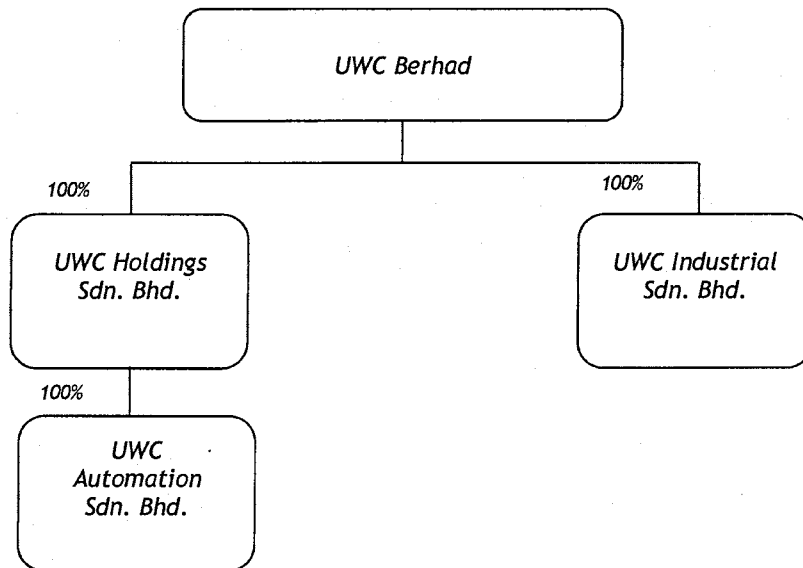 UWC Berhad
100%
100%
UWC Holdings
Sdn. Bhd.
UWC Industrial
Sdn. Bhd.
100%
UWC
Automation
Sdn. Bhd.